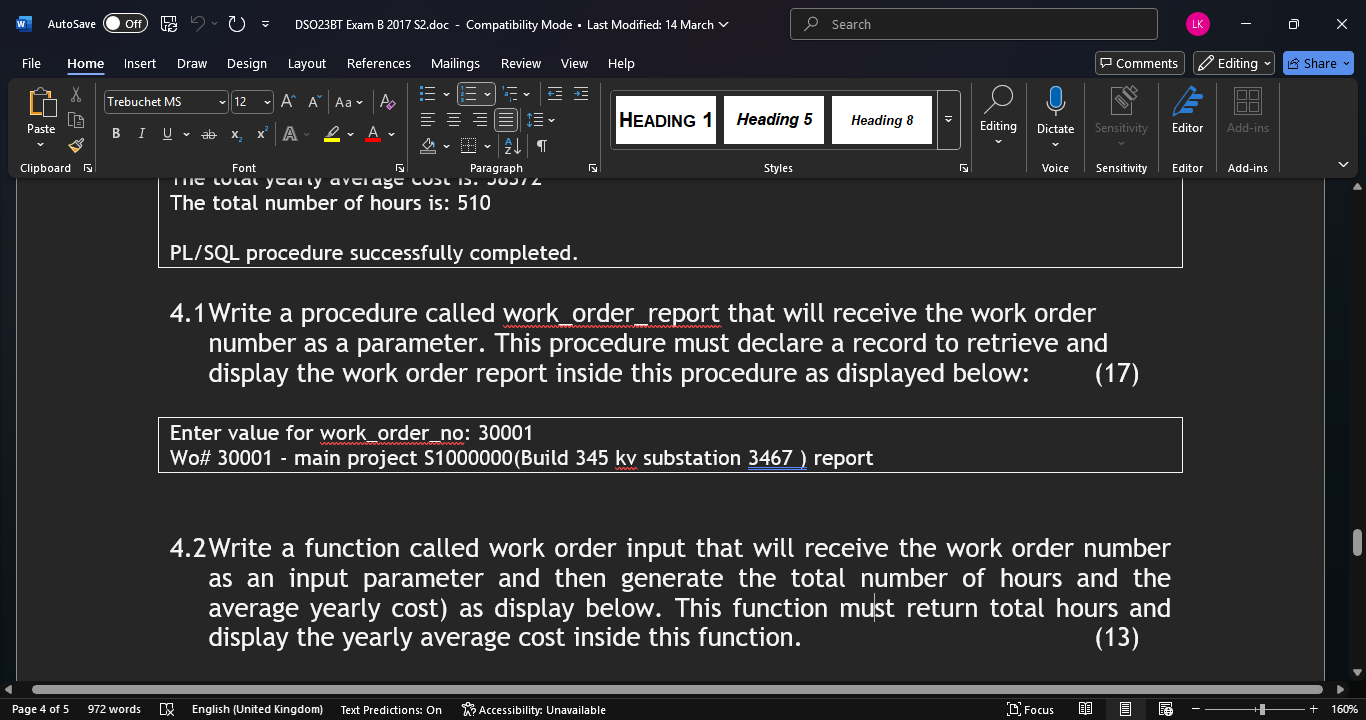 AutoSave Off DSO23BT Exam B 2017 S2.doc - Compatibility Mode • Last Modified: 14 March Search LK
File Home Insert Draw Design Layout References Mailings Review View Help Comments Editing Share
Paste Trebuchet MS 12 Heading 1 Heading 5 Heading 8 Editing Dictate Sensitivity Editor Add-ins
Clipboard Font Paragraph Styles Voice Sensitivity Editor Add-ins
The total yearly average cost is: 58372
The total number of hours is: 510
PL/SQL procedure successfully completed.
4.1 Write a procedure called work_order_report that will receive the work order
number as a parameter. This procedure must declare a record to retrieve and
display the work order report inside this procedure as displayed below: (17)
Enter value for work_order_no: 30001
Wo# 30001 - main project S1000000(Build 345 kv substation 3467 ) report
4.2 Write a function called work order input that will receive the work order number
as an input parameter and then generate the total number of hours and the
average yearly cost) as display below. This function must return total hours and
display the yearly average cost inside this function. (13)
Page 4 of 5 972 words English (United Kingdom) Text Predictions: On Accessibility: Unavailable Focus 160%